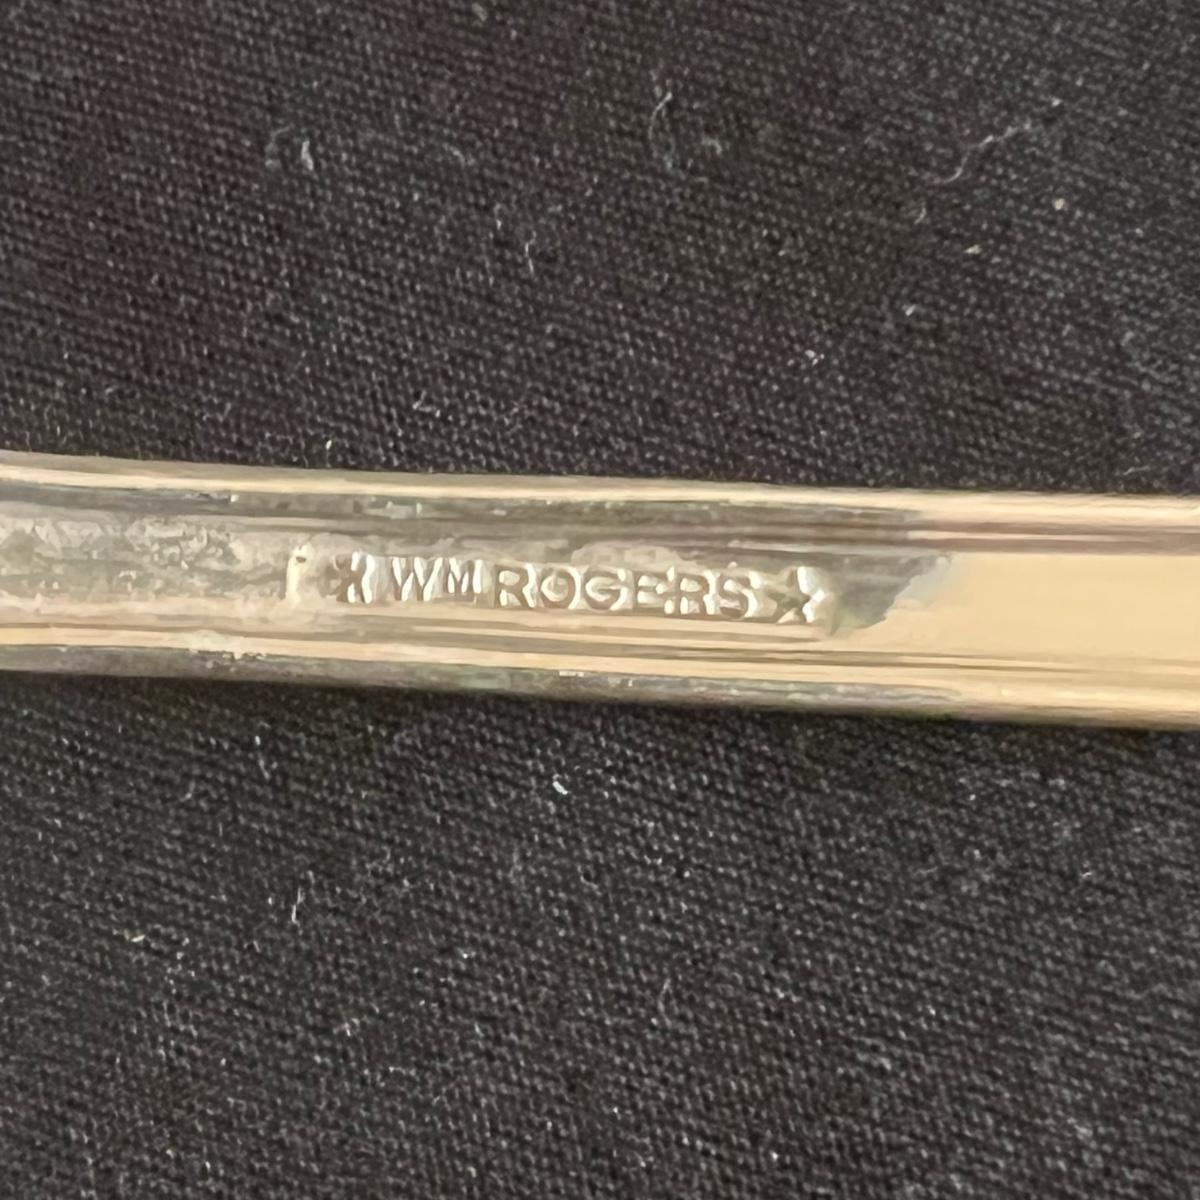 ★ WM ROGERS ★